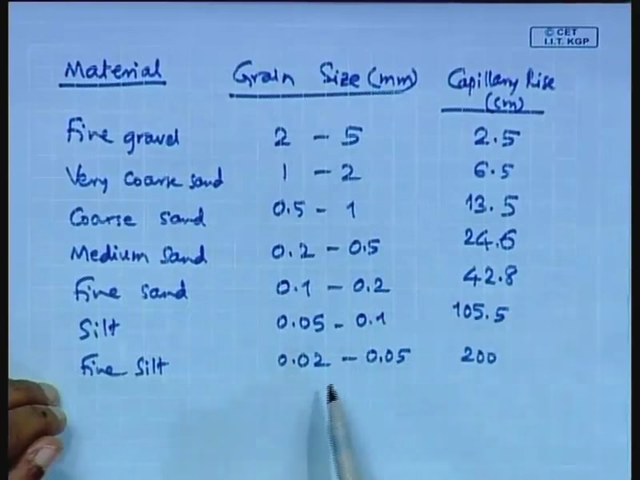 © CET
I.I.T. KGP
Material Grain Size (mm) Capillary Rise (cm)
Fine gravel 2 - 5 2.5
Very coarse sand 1 - 2 6.5
Coarse sand 0.5 - 1 13.5
Medium sand 0.2 - 0.5 24.6
Fine sand 0.1 - 0.2 42.8
Silt 0.05 - 0.1 105.5
Fine silt 0.02 - 0.05 200